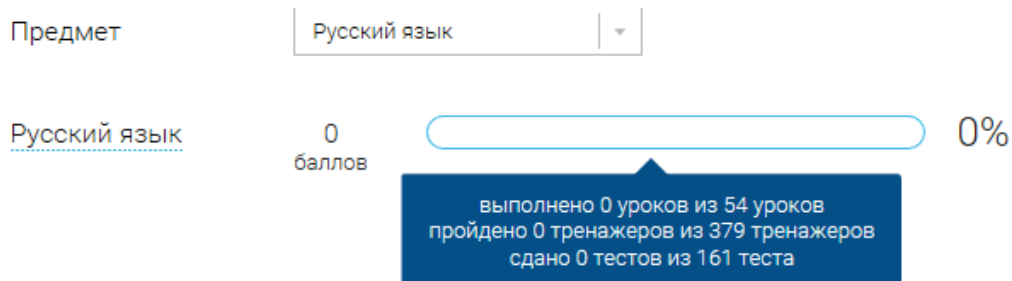 Предмет
Русский язык
Русский язык
0
баллов
0%
выполнено 0 уроков из 54 уроков
пройдено 0 тренажеров из 379 тренажеров
сдано 0 тестов из 161 теста